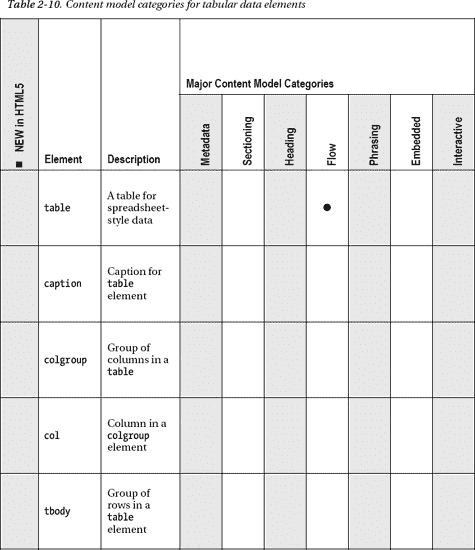 Table 2-10. Content model categories for tabular data elements
■ NEW in HTML5
Element
Description
Major Content Model Categories
Metadata
Sectioning
Heading
Flow
Phrasing
Embedded
Interactive
table
A table for
spreadsheet-
style data
●
caption
Caption for
table
element
colgroup
Group of
columns in a
table
col
Column in a
colgroup
element
tbody
Group of
rows in a
table
element